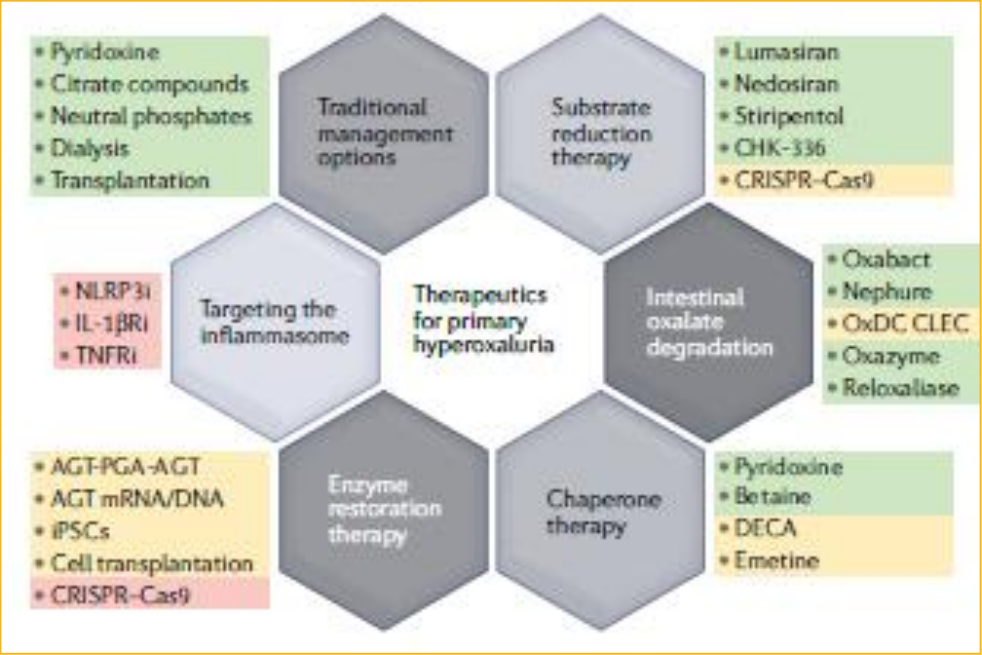 • Pyridoxine
• Citrate compounds
• Neutral phosphates
• Dialysis
• Transplantation
Traditional
management
options
Substrate
reduction
therapy
• Lumasiran
• Nedosiran
• Stiripentol
• CHK-336
• CRISPR–Cas9
• NLRP3i
• IL-1βRi
• TNFRi
Targeting the
inflammasome
Therapeutics
for primary
hyperoxaluria
Intestinal
oxalate
degradation
• Oxabact
• Nephure
• OxDC CLEC
• Oxazyme
• Reloxaliase
• AGT-PGA-AGT
• AGT mRNA/DNA
• iPSCs
• Cell transplantation
• CRISPR–Cas9
Enzyme
restoration
therapy
Chaperone
therapy
• Pyridoxine
• Betaine
• DECA
• Emetine